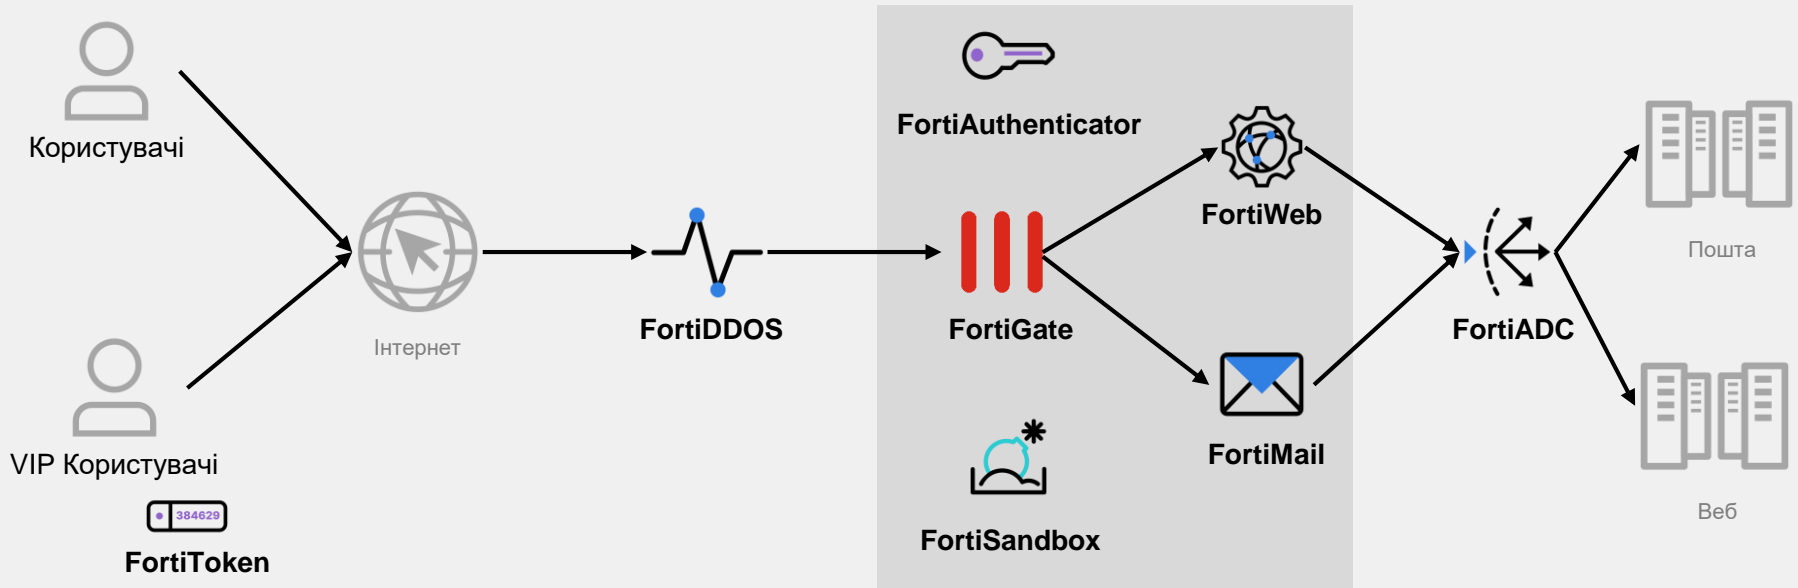 Користувачі
VIP Користувачі
384629
FortiToken
Інтернет
FortiDDOS
FortiAuthenticator
FortiGate
FortiSandbox
FortiWeb
FortiMail
FortiADC
Пошта
Веб